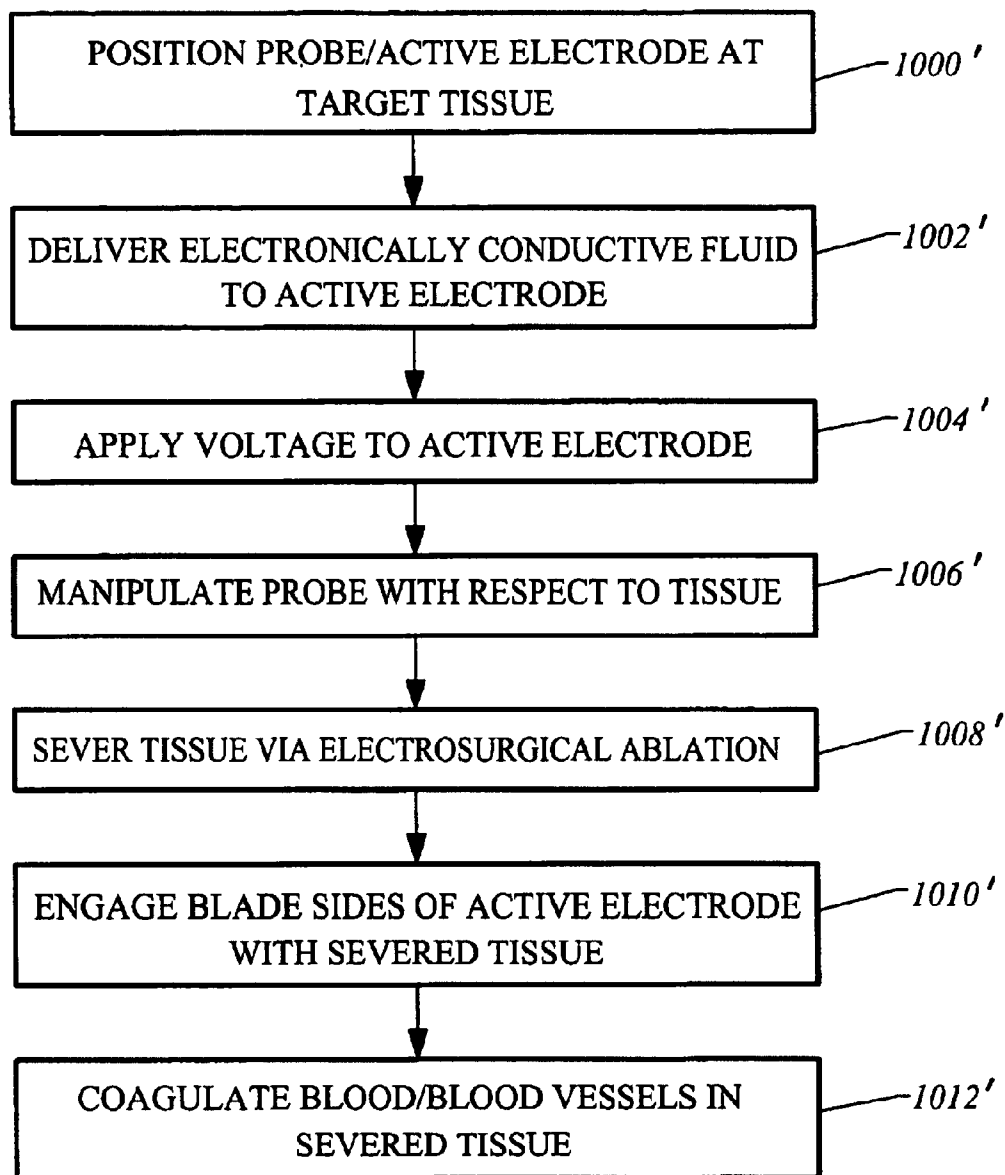 POSITION PROBE/ACTIVE ELECTRODE AT
TARGET TISSUE
1000'
DELIVER ELECTRONICALLY CONDUCTIVE FLUID
TO ACTIVE ELECTRODE
1002'
APPLY VOLTAGE TO ACTIVE ELECTRODE
1004'
MANIPULATE PROBE WITH RESPECT TO TISSUE
1006'
SEVER TISSUE VIA ELECTROSURGICAL ABLATION
1008'
ENGAGE BLADE SIDES OF ACTIVE ELECTRODE
WITH SEVERED TISSUE
1010'
COAGULATE BLOOD/BLOOD VESSELS IN
SEVERED TISSUE
1012'